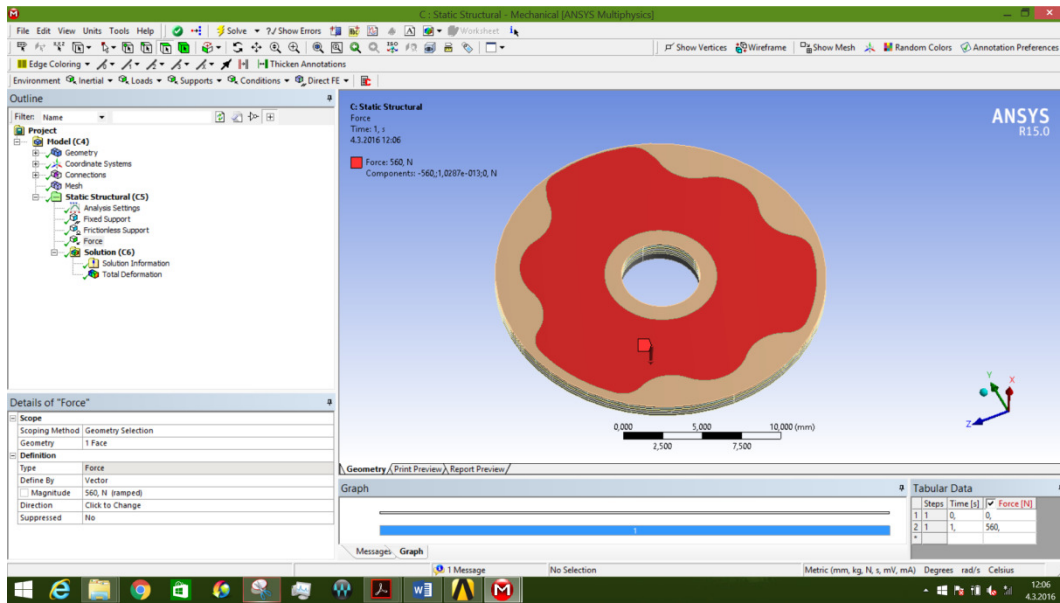 C : Static Structural - Mechanical [ANSYS Multiphysics]
File Edit View Units Tools Help Solve ?/ Show Errors Worksheet
Show Vertices Wireframe Show Mesh Random Colors Annotation Preferences
Edge Coloring Thicken Annotations
Environment Inertial Loads Supports Conditions Direct FE
Outline
Filter: Name
Project
Model (C4)
Geometry
Coordinate Systems
Connections
Mesh
Static Structural (C5)
Analysis Settings
Fixed Support
Frictionless Support
Force
Solution (C6)
Solution Information
Total Deformation
C: Static Structural
Force
Time: 1, s
4.3.2016 12:06
Force: 560, N
Components: -560,;1,0287e-013;0, N
ANSYS
R15.0
Y
X
Z
0,000 5,000 10,000 (mm)
2,500 7,500
Geometry Print Preview Report Preview
Details of "Force"
Scope
Scoping Method Geometry Selection
Geometry 1 Face
Definition
Type Force
Define By Vector
Magnitude 560, N (ramped)
Direction Click to Change
Suppressed No
Graph
1
Messages Graph
Tabular Data
Steps Time [s] Force [N]
1 1 0, 0,
2 1 1, 560,
*
1 Message No Selection Metric (mm, kg, N, s, mV, mA) Degrees rad/s Celsius
12:06
4.3.2016